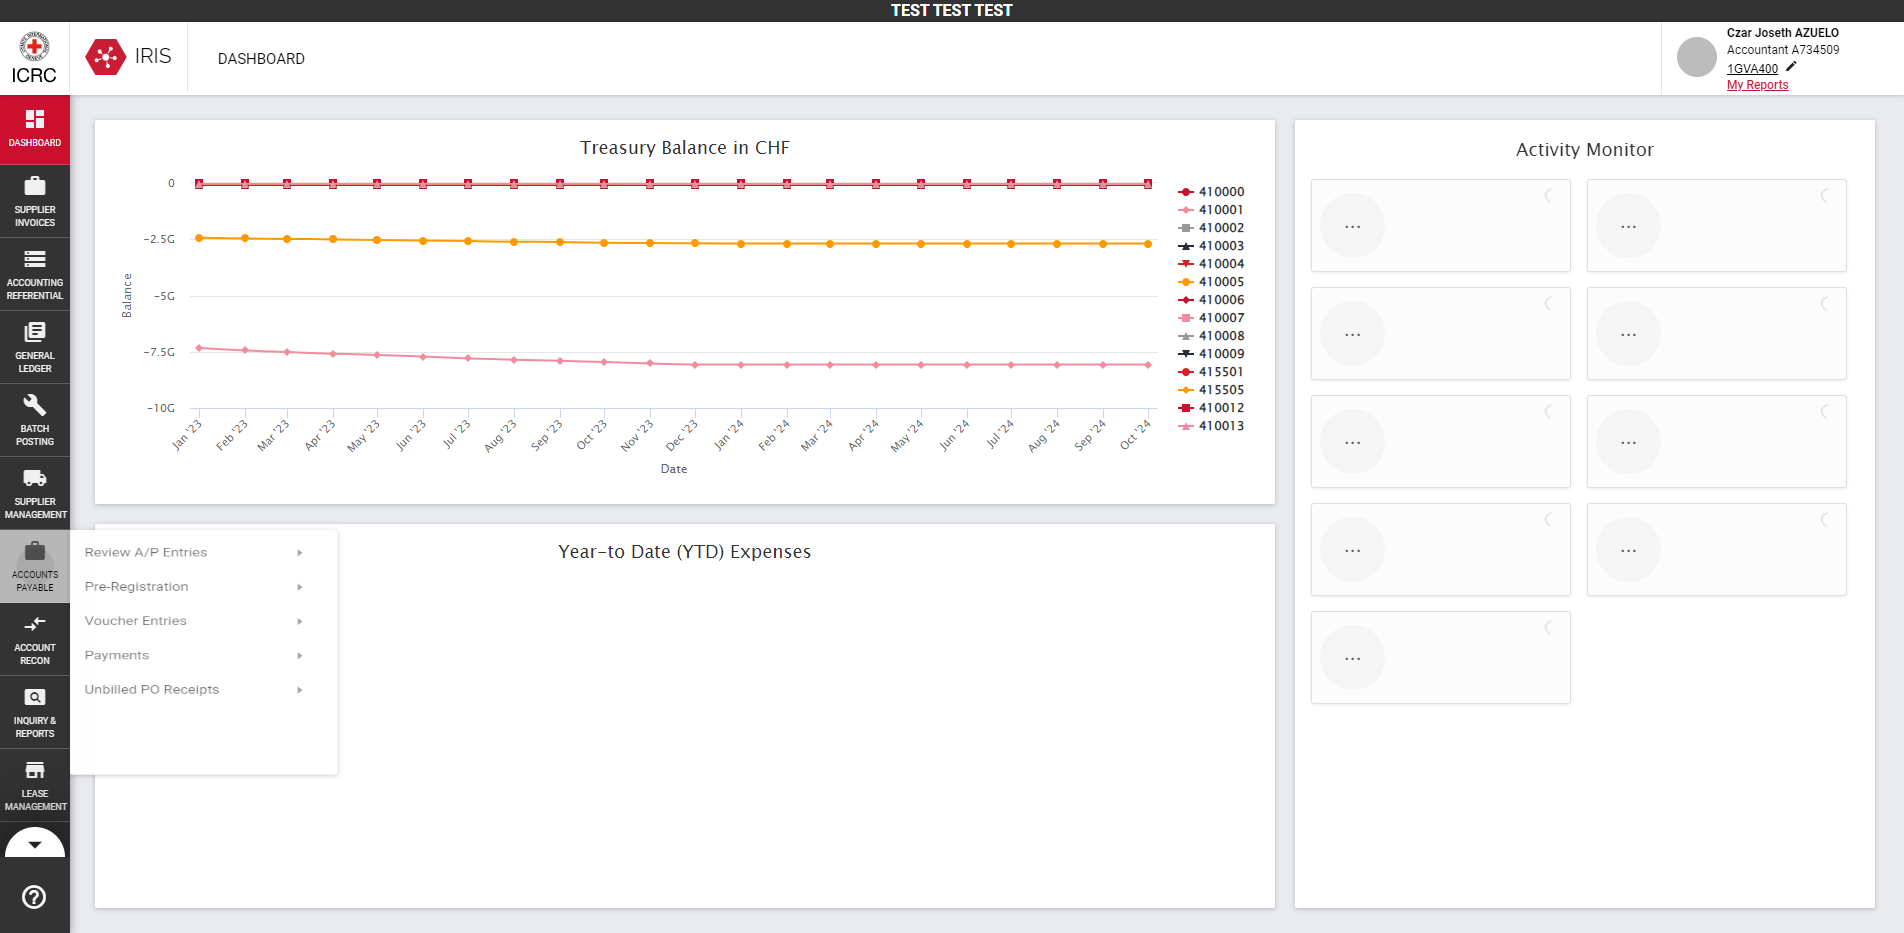 TEST TEST TEST
ICRC
IRIS
DASHBOARD
Czar Joseth AZUELO
Accountant A734509
1GVA400
My Reports
DASHBOARD
SUPPLIER
INVOICES
ACCOUNTING
REFERENTIAL
GENERAL
LEDGER
BATCH
POSTING
SUPPLIER
MANAGEMENT
ACCOUNTS
PAYABLE
ACCOUNT
RECON
INQUIRY &
REPORTS
LEASE
MANAGEMENT
Review A/P Entries
Pre-Registration
Voucher Entries
Payments
Unbilled PO Receipts
Treasury Balance in CHF
Balance
0
-2.5G
-5G
-7.5G
-10G
Jan '23
Feb '23
Mar '23
Apr '23
May '23
Jun '23
Jul '23
Aug '23
Sep '23
Oct '23
Nov '23
Dec '23
Jan '24
Feb '24
Mar '24
Apr '24
May '24
Jun '24
Jul '24
Aug '24
Sep '24
Oct '24
Date
410000
410001
410002
410003
410004
410005
410006
410007
410008
410009
415501
415505
410012
410013
Year-to Date (YTD) Expenses
Activity Monitor
...
...
...
...
...
...
...
...
...